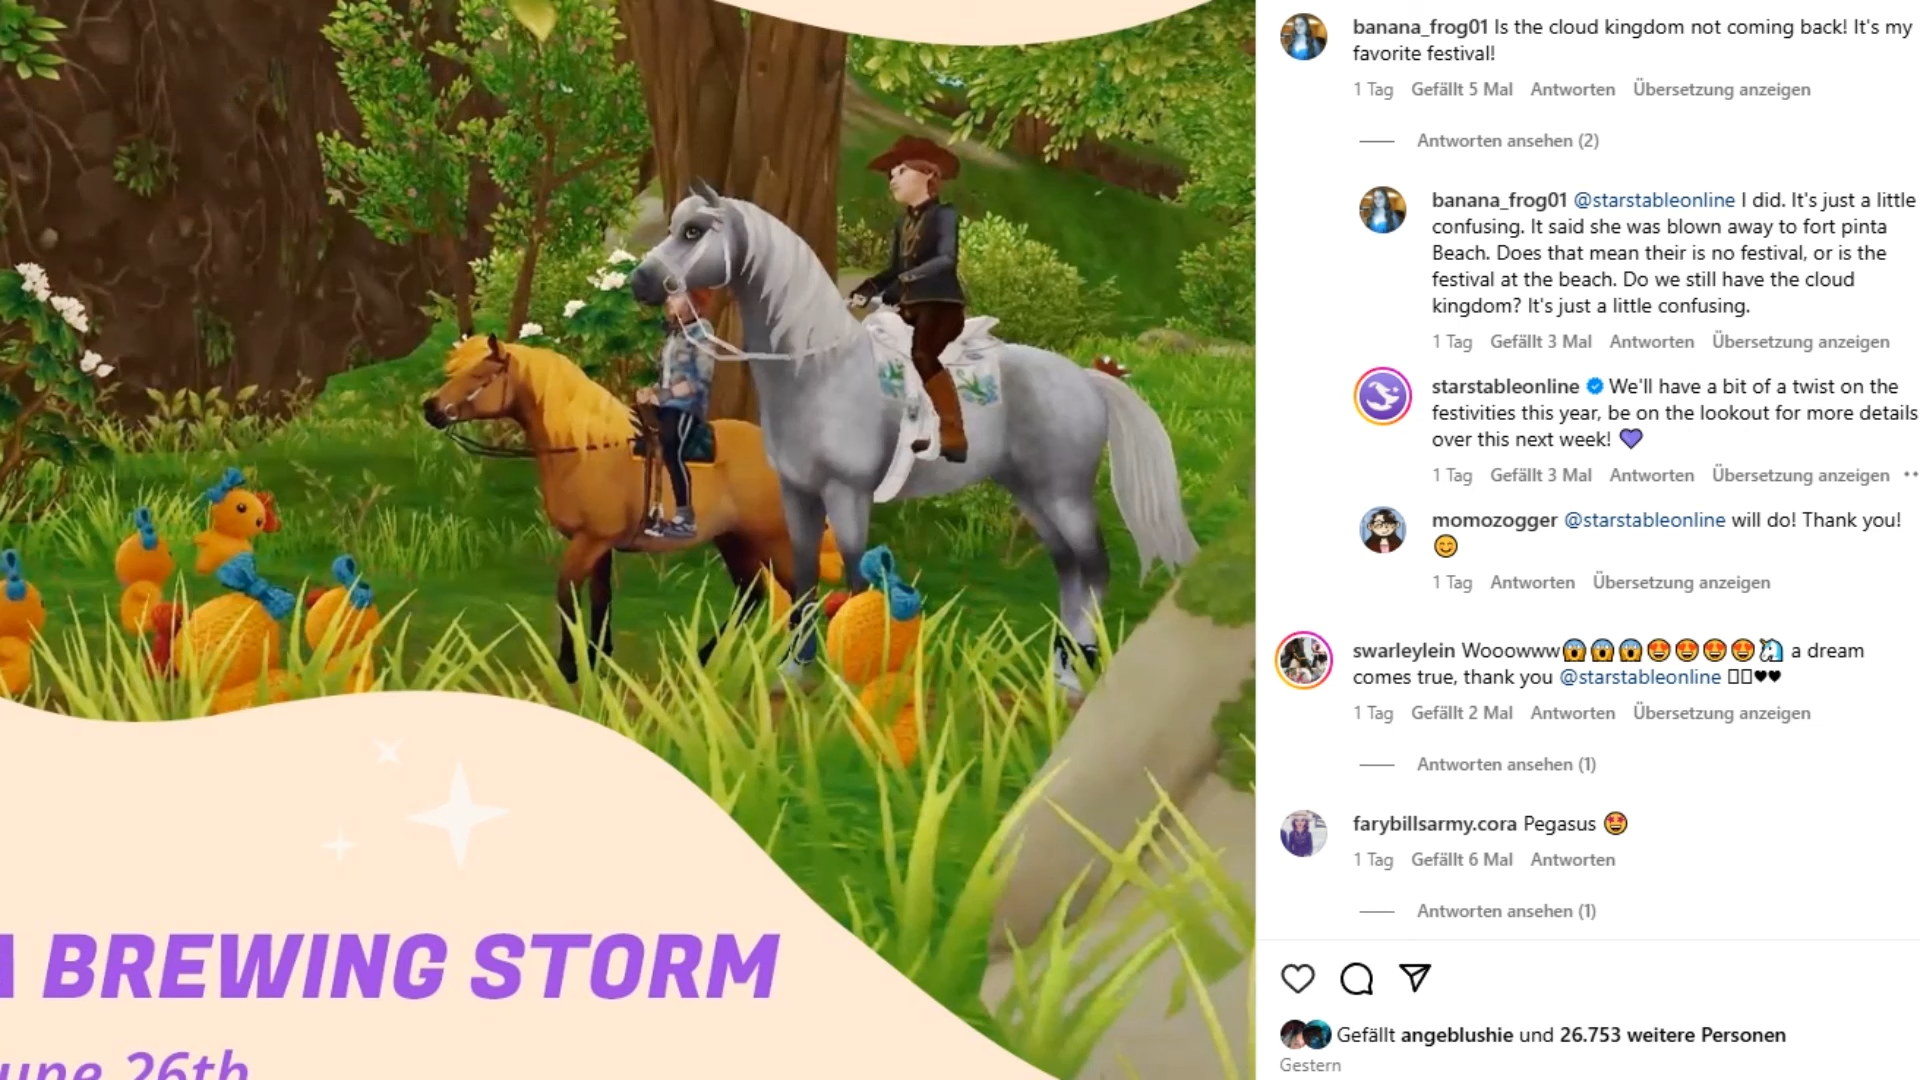 A BREWING STORM
June 26th
banana_frog01 Is the cloud kingdom not coming back! It's my
favorite festival!
1 Tag Gefällt 5 Mal Antworten Übersetzung anzeigen
Antworten ansehen (2)
banana_frog01 @starstableonline I did. It's just a little
confusing. It said she was blown away to fort pinta
Beach. Does that mean their is no festival, or is the
festival at the beach. Do we still have the cloud
kingdom? It's just a little confusing.
1 Tag Gefällt 3 Mal Antworten Übersetzung anzeigen
starstableonline We'll have a bit of a twist on the
festivities this year, be on the lookout for more details
over this next week! 💜
1 Tag Gefällt 3 Mal Antworten Übersetzung anzeigen
momozogger @starstableonline will do! Thank you!
😊
1 Tag Antworten Übersetzung anzeigen
swarleylein Wooowww😱😱😱😍😍😍😍🦄 a dream
comes true, thank you @starstableonline ▯▯♥♥
1 Tag Gefällt 2 Mal Antworten Übersetzung anzeigen
Antworten ansehen (1)
farybillsarmy.cora Pegasus 🤩
1 Tag Gefällt 6 Mal Antworten
Antworten ansehen (1)
Gefällt angeblushie und 26.753 weitere Personen
Gestern